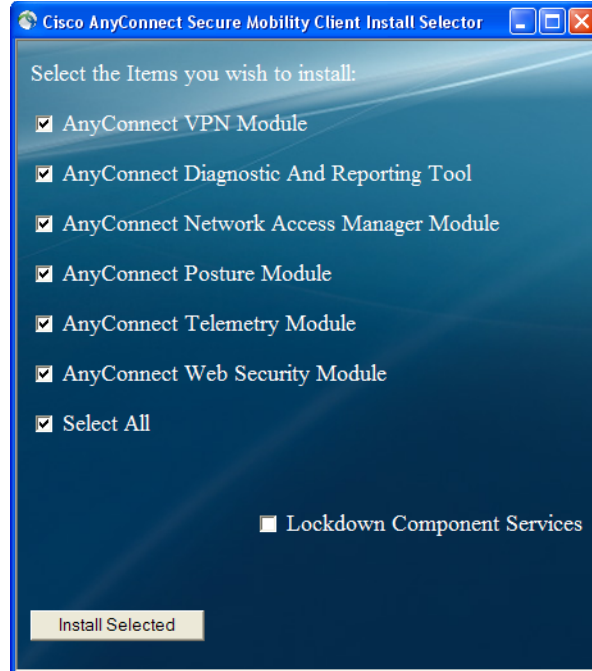 Cisco AnyConnect Secure Mobility Client Install Selector
Select the Items you wish to install:
AnyConnect VPN Module
AnyConnect Diagnostic And Reporting Tool
AnyConnect Network Access Manager Module
AnyConnect Posture Module
AnyConnect Telemetry Module
AnyConnect Web Security Module
Select All
Lockdown Component Services
Install Selected